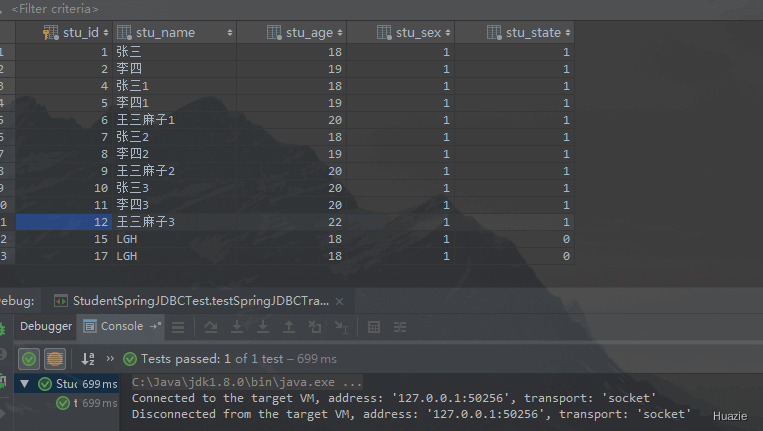 <Filter criteria>
stu_id stu_name stu_age stu_sex stu_state
1 1 张三 18 1 1
2 2 李四 19 1 1
3 4 张三1 18 1 1
4 5 李四1 19 1 1
5 6 王三麻子1 20 1 1
6 7 张三2 18 1 1
7 8 李四2 19 1 1
8 9 王三麻子2 20 1 1
9 10 张三3 20 1 1
0 11 李四3 20 1 1
1 12 王三麻子3 22 1 1
2 15 LGH 18 1 0
3 17 LGH 18 1 0
ebug: StudentSpringJDBCTest.testSpringJDBCTra...
Debugger Console
Tests passed: 1 of 1 test – 699 ms
Stuc 699 ms
t 699 ms
C:\Java\jdk1.8.0\bin\java.exe ...
Connected to the target VM, address: '127.0.0.1:50256', transport: 'socket'
Disconnected from the target VM, address: '127.0.0.1:50256', transport: 'socket'
Huazie